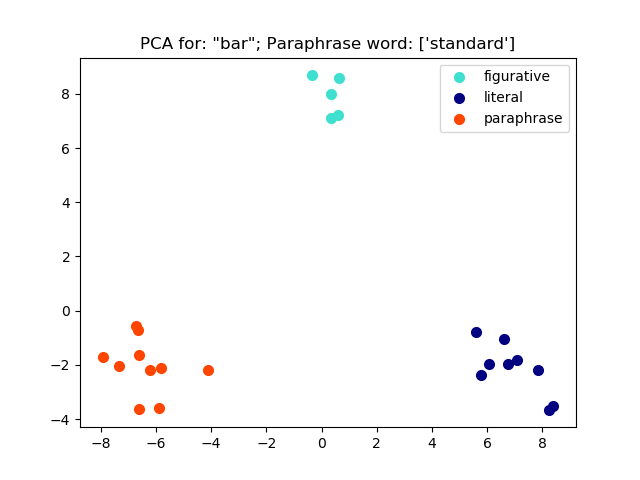 PCA for: "bar"; Paraphrase word: ['standard']
figurative
literal
paraphrase
8
6
4
2
0
−2
−4
−8 −6 −4 −2 0 2 4 6 8